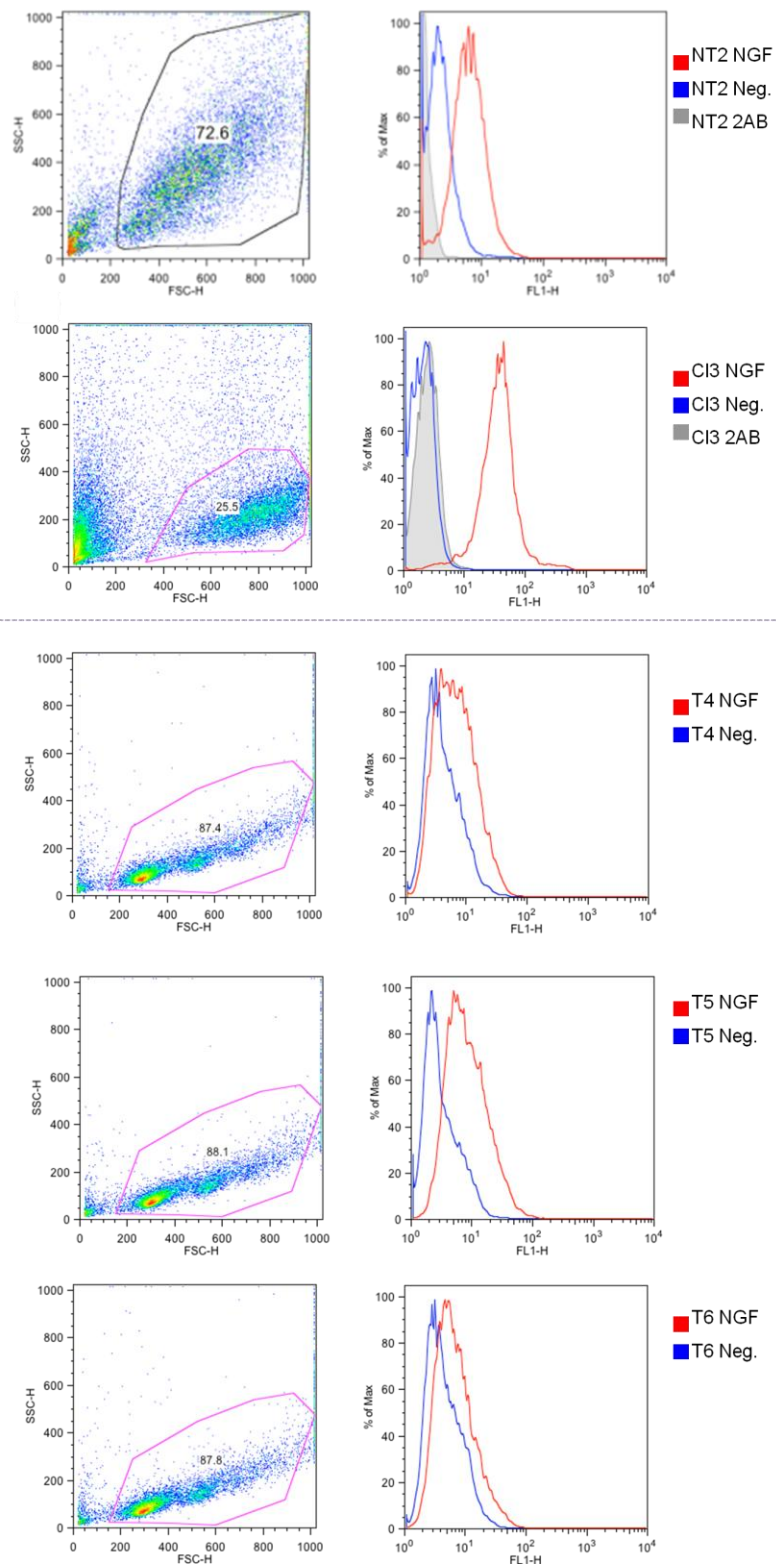 1000
800
600
400
200
0
SSC-H
72.6
0 200 400 600 800 1000
FSC-H
100
80
60
40
20
0
% of Max
10^0 10^1 10^2 10^3 10^4
FL1-H
NT2 NGF
NT2 Neg.
NT2 2AB
1000
800
600
400
200
0
SSC-H
25.5
0 200 400 600 800 1000
FSC-H
100
80
60
40
20
0
% of Max
10^0 10^1 10^2 10^3 10^4
FL1-H
Cl3 NGF
Cl3 Neg.
Cl3 2AB
1000
800
600
400
200
0
SSC-H
87.4
0 200 400 600 800 1000
FSC-H
100
80
60
40
20
0
% of Max
10^0 10^1 10^2 10^3 10^4
FL1-H
T4 NGF
T4 Neg.
1000
800
600
400
200
0
SSC-H
88.1
0 200 400 600 800 1000
FSC-H
100
80
60
40
20
0
% of Max
10^0 10^1 10^2 10^3 10^4
FL1-H
T5 NGF
T5 Neg.
1000
800
600
400
200
0
SSC-H
87.8
0 200 400 600 800 1000
FSC-H
100
80
60
40
20
0
% of Max
10^0 10^1 10^2 10^3 10^4
FL1-H
T6 NGF
T6 Neg.